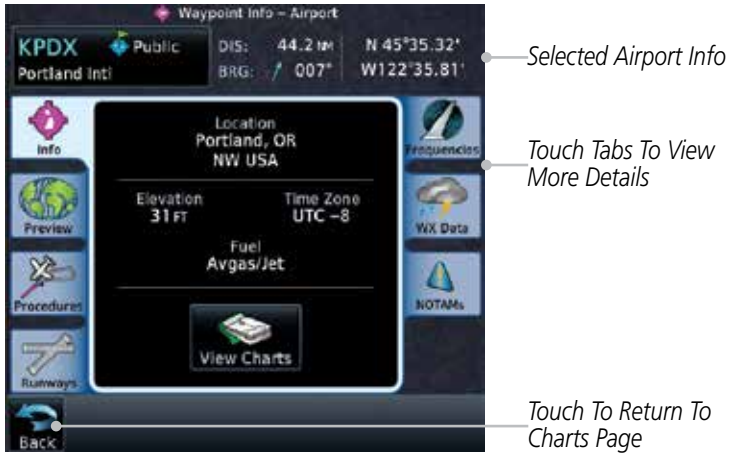 Waypoint Info – Airport
KPDX Public
Portland Intl
DIS: 44.2 NM
BRG: 007°
N 45°35.32'
W122°35.81'
Selected Airport Info
Info
Preview
Procedures
Runways
Location
Portland, OR
NW USA
Elevation
31 FT
Time Zone
UTC –8
Fuel
Avgas/Jet
View Charts
Frequencies
WX Data
NOTAMs
Touch Tabs To View
More Details
Back
Touch To Return To
Charts Page